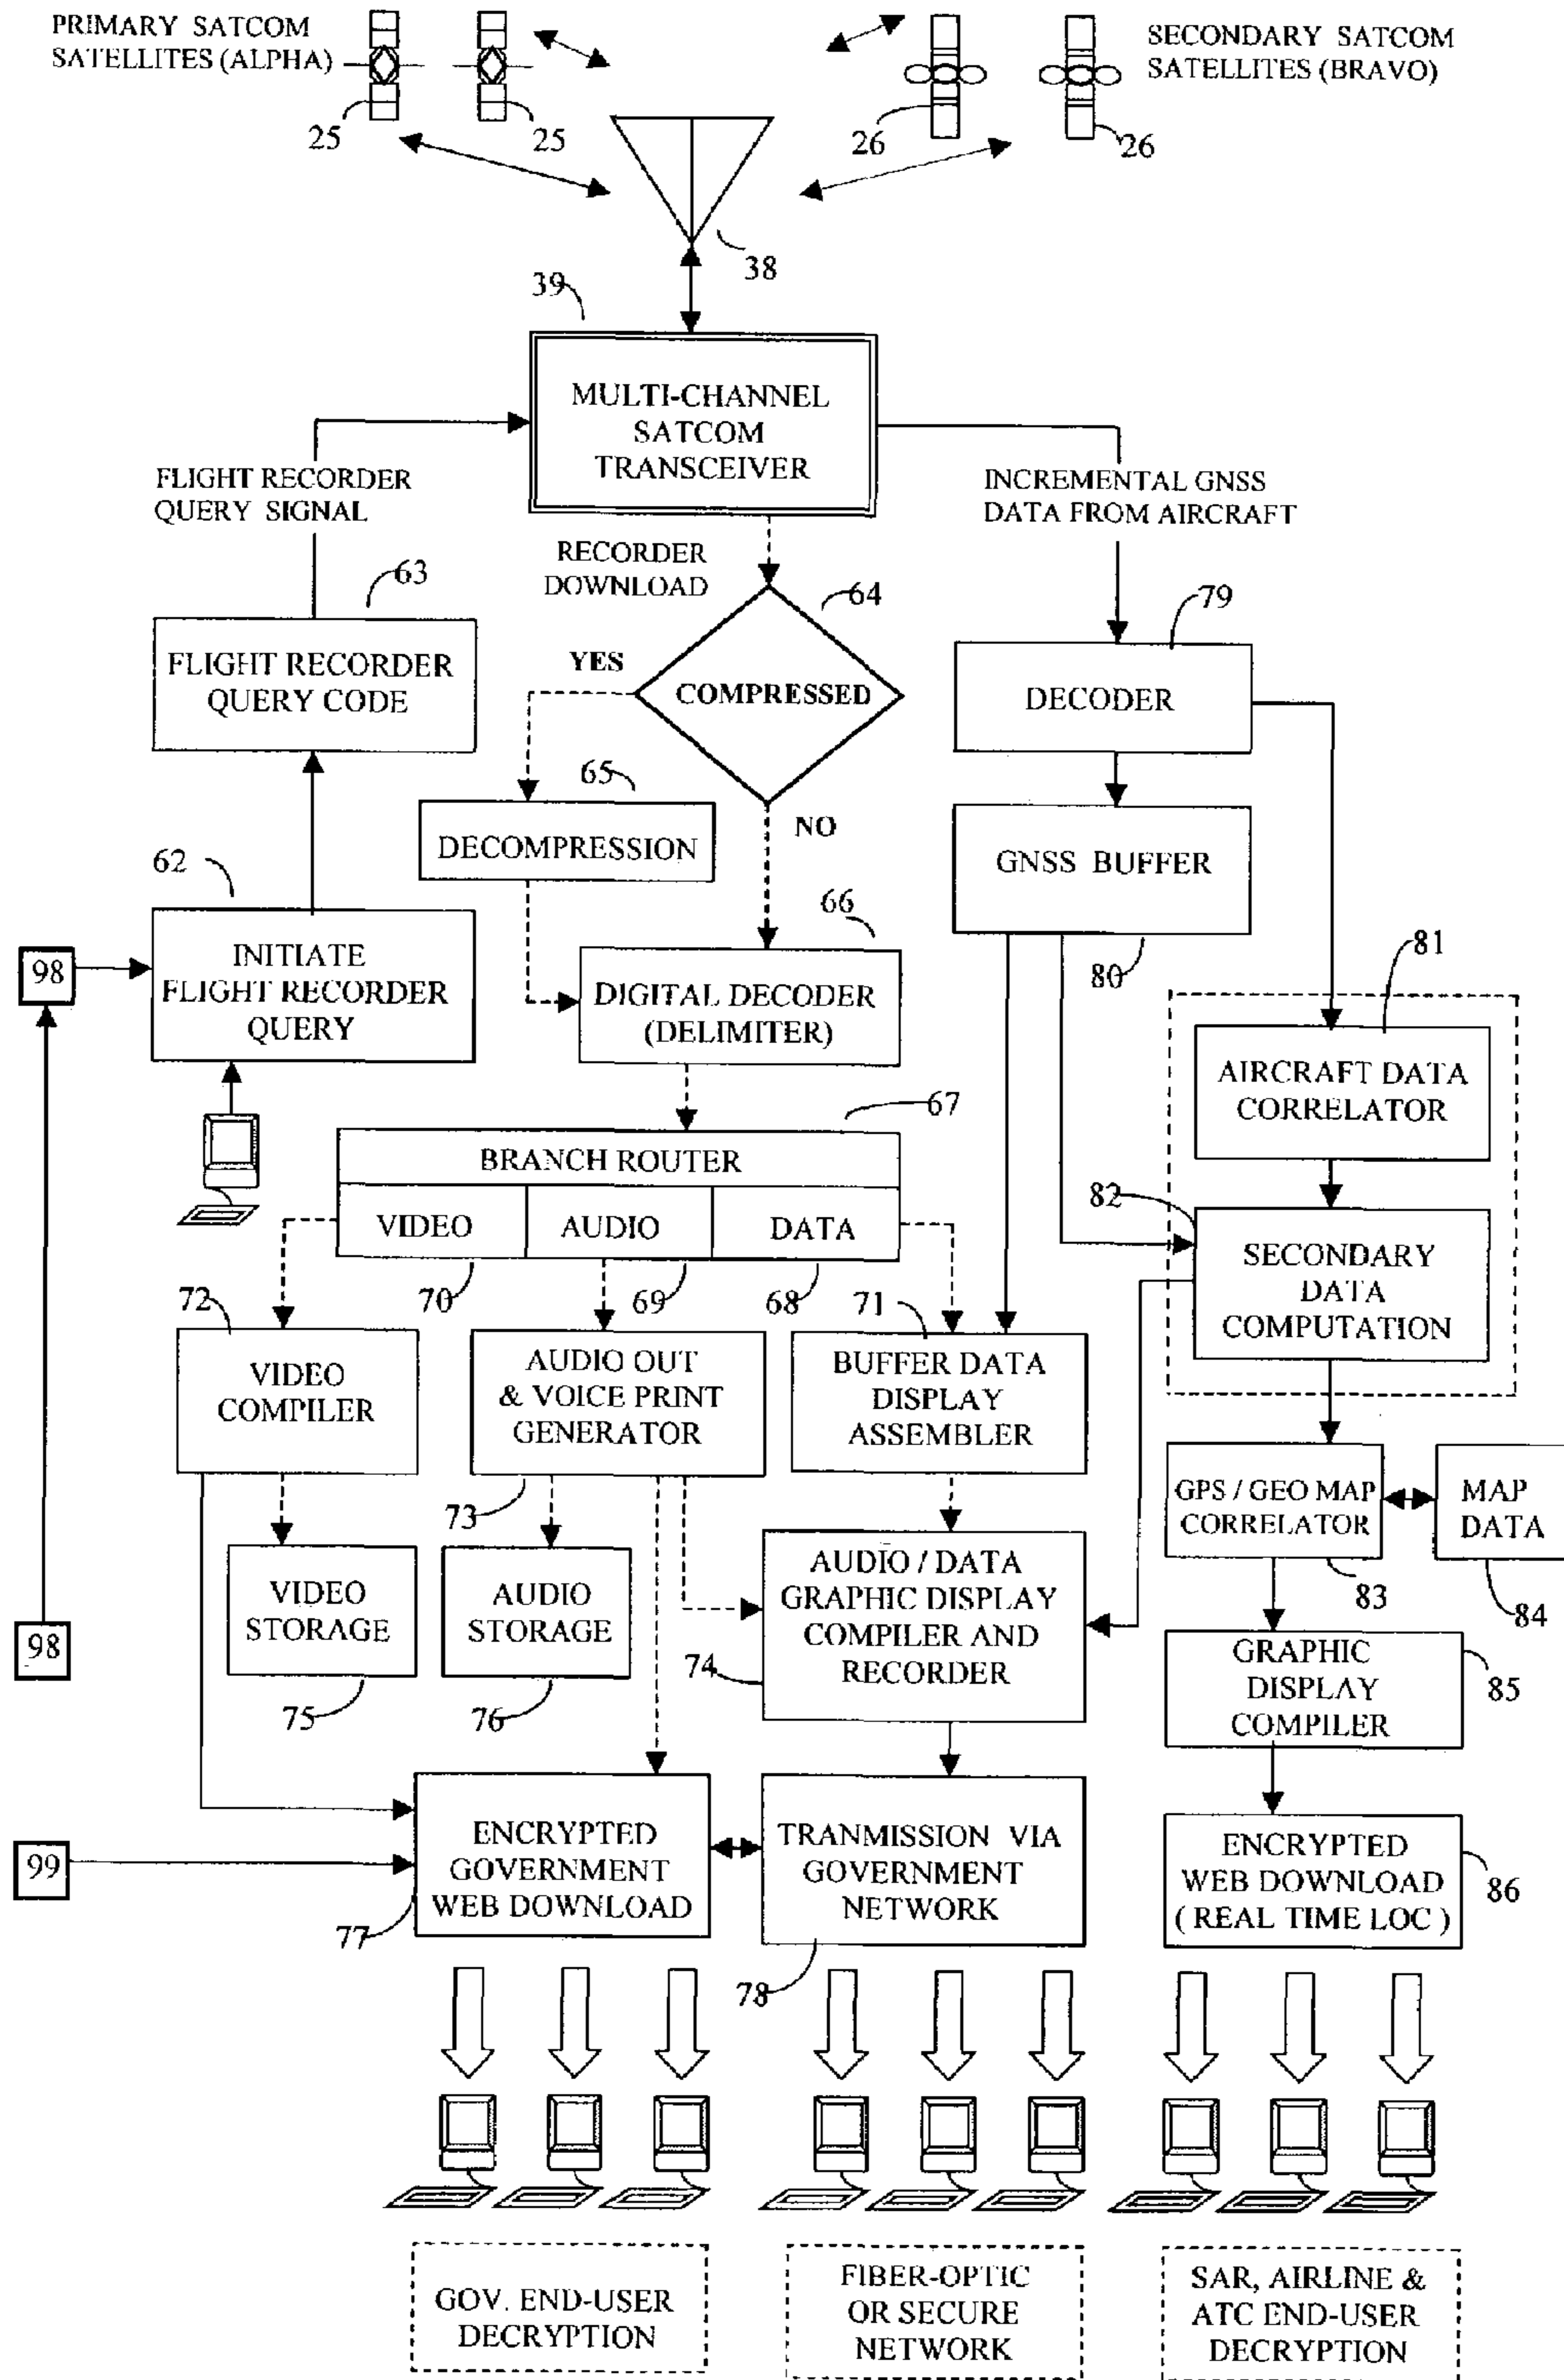 PRIMARY SATCOM
SATELLITES (ALPHA)
SECONDARY SATCOM
SATELLITES (BRAVO)
25
25
26
26
38
39
MULTI-CHANNEL
SATCOM
TRANSCEIVER
FLIGHT RECORDER
QUERY SIGNAL
INCREMENTAL GNSS
DATA FROM AIRCRAFT
RECORDER
DOWNLOAD
63
64
79
FLIGHT RECORDER
QUERY CODE
YES
COMPRESSED
DECODER
65
NO
DECOMPRESSION
GNSS BUFFER
62
66
80
81
98
INITIATE
FLIGHT RECORDER
QUERY
DIGITAL DECODER
(DELIMITER)
AIRCRAFT DATA
CORRELATOR
67
BRANCH ROUTER
VIDEO
AUDIO
DATA
82
SECONDARY
DATA
COMPUTATION
72
70
69
68
71
VIDEO
COMPILER
AUDIO OUT
& VOICE PRINT
GENERATOR
BUFFER DATA
DISPLAY
ASSEMBLER
73
GPS / GEO MAP
CORRELATOR
MAP
DATA
83
84
VIDEO
STORAGE
AUDIO
STORAGE
AUDIO / DATA
GRAPHIC DISPLAY
COMPILER AND
RECORDER
98
75
76
74
GRAPHIC
DISPLAY
COMPILER
85
99
ENCRYPTED
GOVERNMENT
WEB DOWNLOAD
TRANMISSION VIA
GOVERNMENT
NETWORK
ENCRYPTED
WEB DOWNLOAD
( REAL TIME LOC )
86
77
78
GOV. END-USER
DECRYPTION
FIBER-OPTIC
OR SECURE
NETWORK
SAR, AIRLINE &
ATC END-USER
DECRYPTION